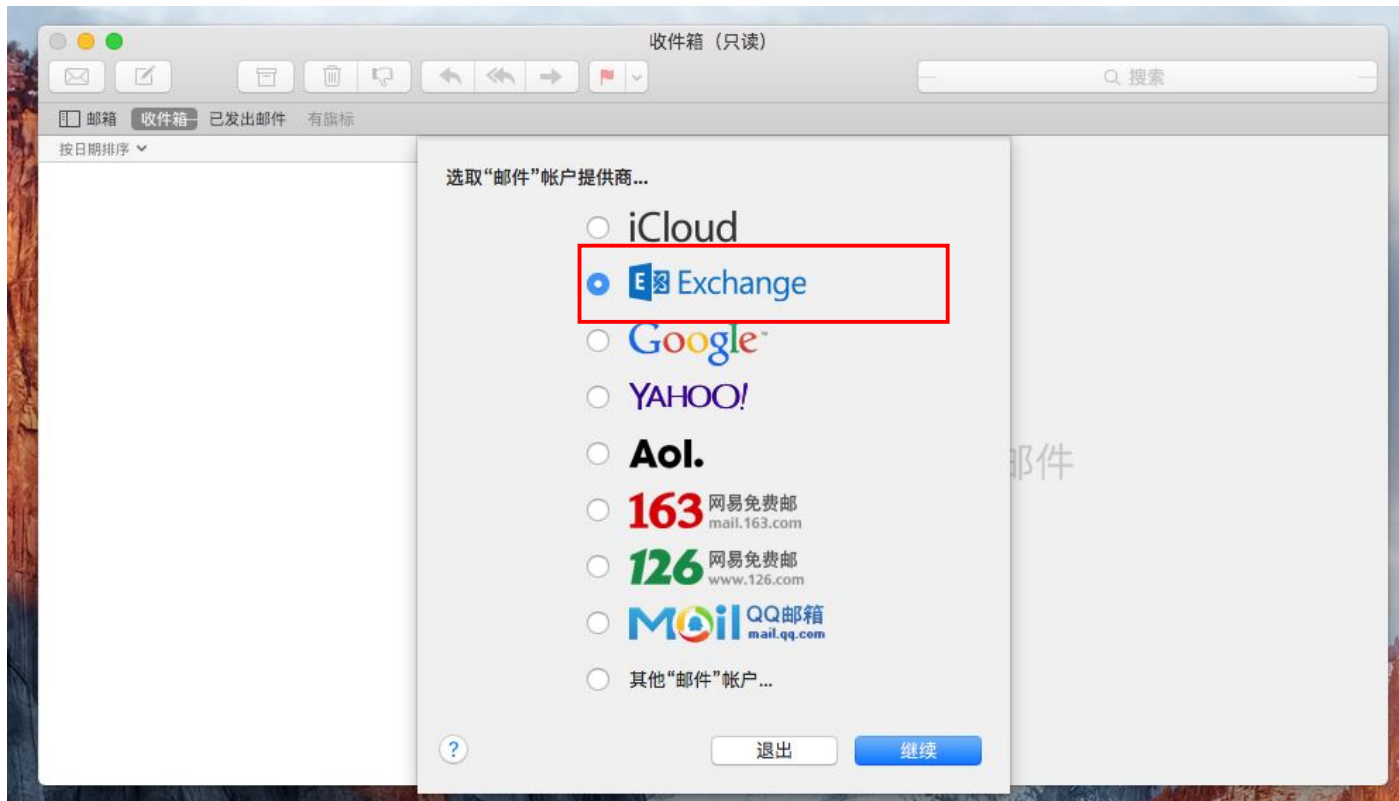 收件箱（只读）
搜索
邮箱 收件箱 已发出邮件 有旗标
按日期排序
选取“邮件”帐户提供商...
iCloud
E Exchange
Google™
YAHOO!
Aol.
163 网易免费邮
mail.163.com
126 网易免费邮
www.126.com
Mail QQ邮箱
mail.qq.com
其他“邮件”帐户...
邮件
? 退出 继续